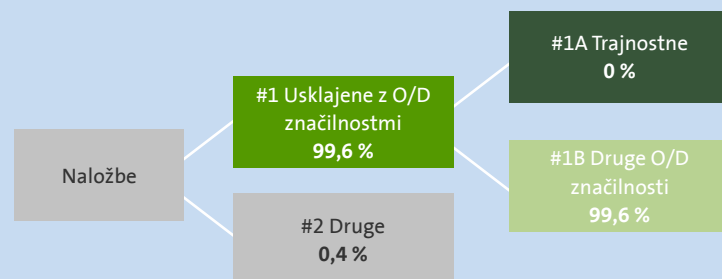 Naložbe
#1 Usklajene z O/D
značilnostmi
99,6 %
#2 Druge
0,4 %
#1A Trajnostne
0 %
#1B Druge O/D
značilnosti
99,6 %